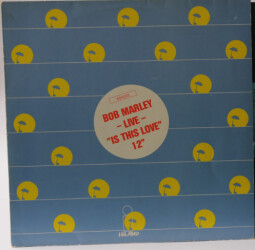 BOB MARLEY
– LIVE –
"IS THIS LOVE"
12"